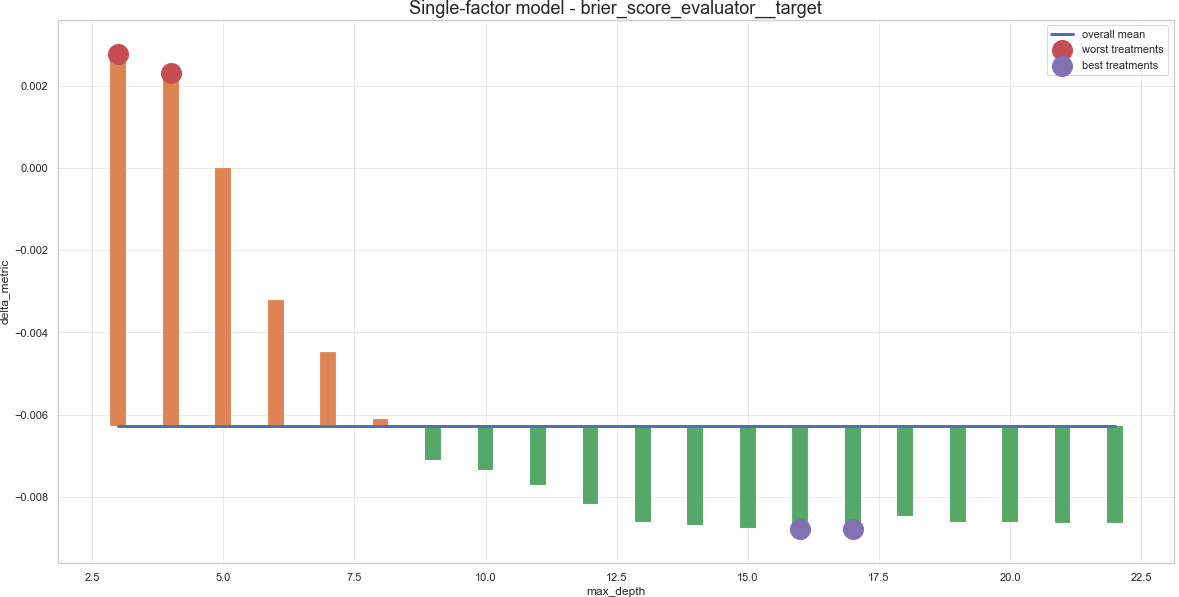 Single-factor model - brier_score_evaluator__target
overall mean
worst treatments
best treatments
0.002
0.000
−0.002
−0.004
−0.006
−0.008
delta_metric
2.5
5.0
7.5
10.0
12.5
15.0
17.5
20.0
22.5
max_depth